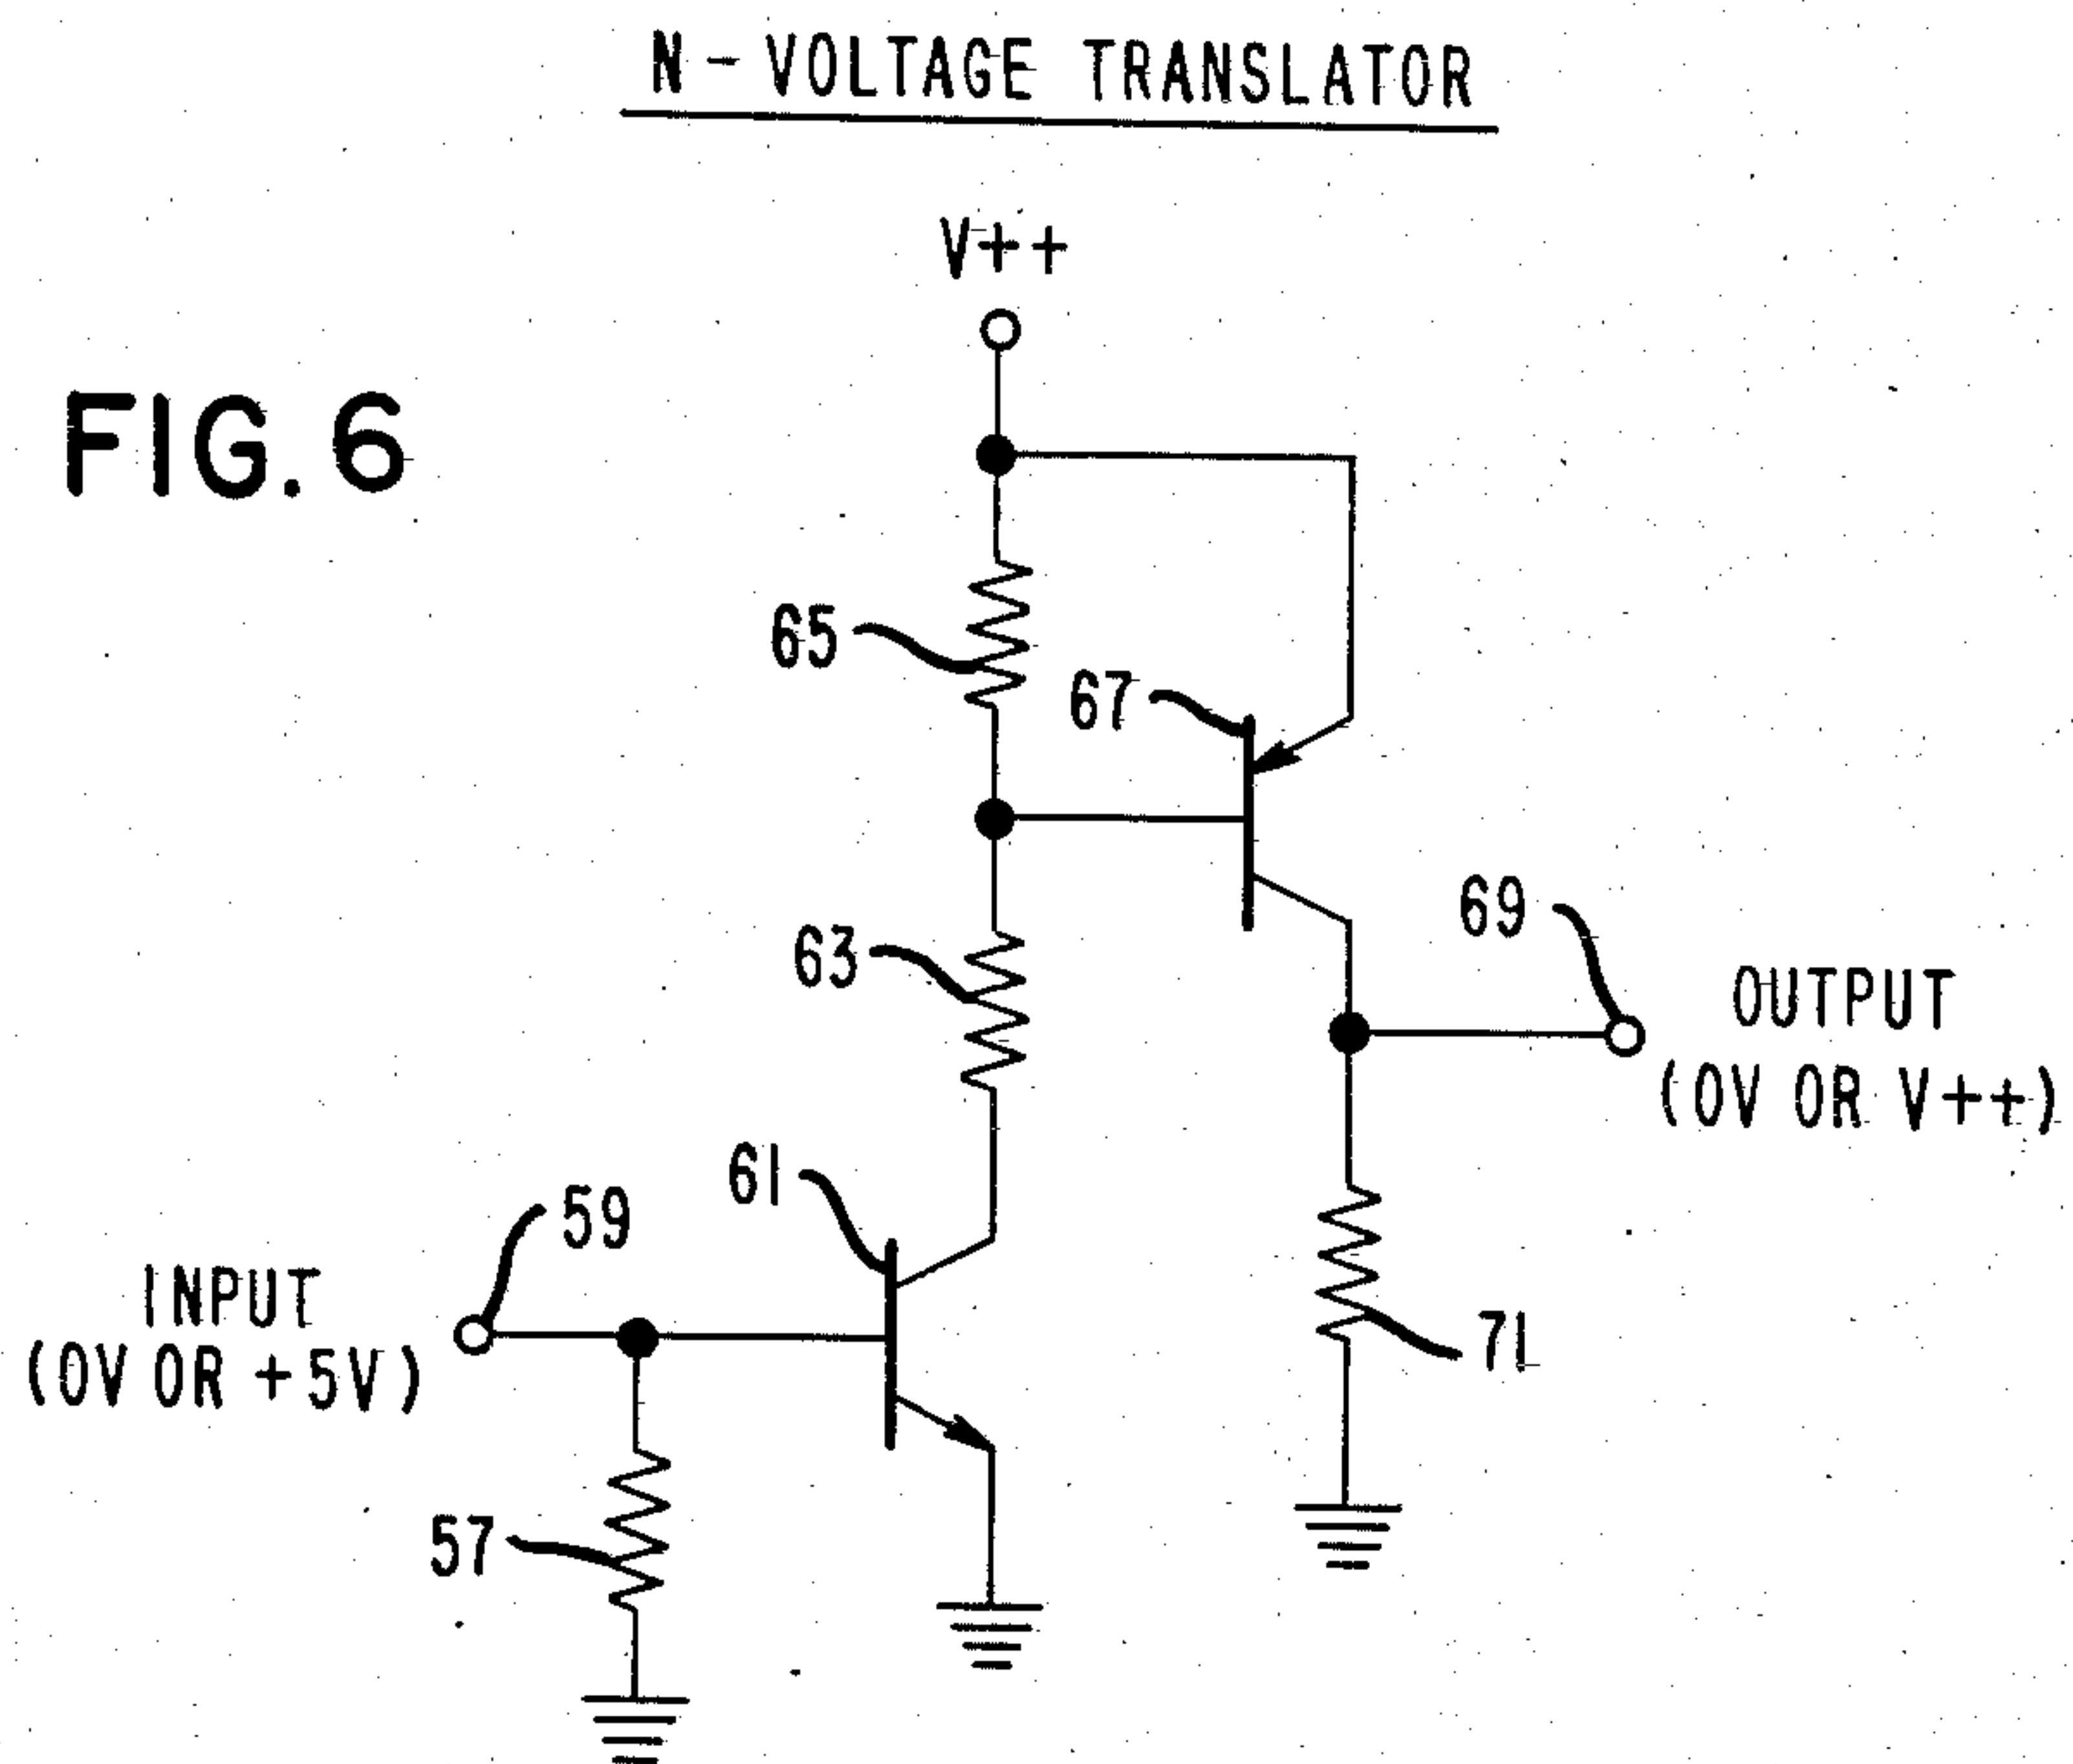 N-VOLTAGE TRANSLATOR
V++
FIG. 6
65
67
69
63
OUTPUT
(0V OR V++)
61
59
INPUT
(0V OR +5V)
71
57